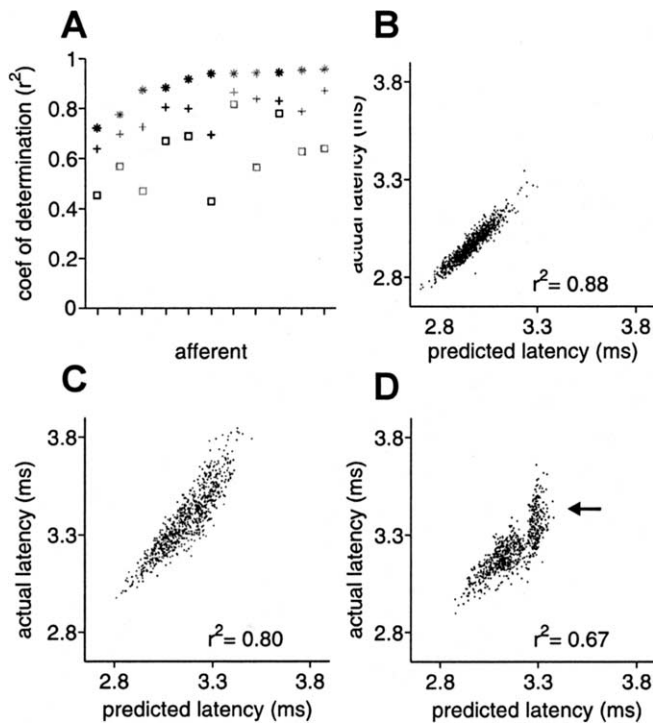 A
1
0.8
0.6
0.4
0.2
0
coef of determination (r²)
afferent
B
3.8
3.3
2.8
actual latency (ms)
r²= 0.88
2.8 3.3 3.8
predicted latency (ms)
C
3.8
3.3
2.8
actual latency (ms)
r²= 0.80
2.8 3.3 3.8
predicted latency (ms)
D
3.8
3.3
2.8
actual latency (ms)
r²= 0.67
2.8 3.3 3.8
predicted latency (ms)